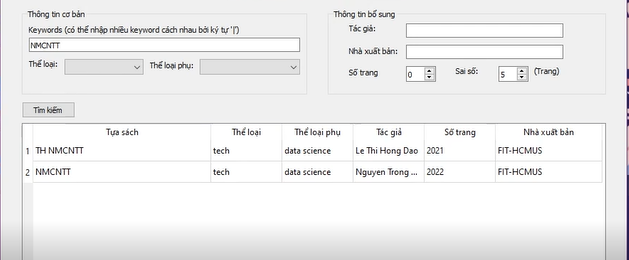 Thông tin cơ bản
Keywords (có thể nhập nhiều keyword cách nhau bởi ký tự '|')
NMCNTT
Thể loại: Thể loại phụ:
Thông tin bổ sung
Tác giả:
Nhà xuất bản:
Số trang 0 Sai số: 5 (Trang)
Tìm kiếm
Tựa sách Thể loại Thể loại phụ Tác giả Số trang Nhà xuất bản
1 TH NMCNTT tech data science Le Thi Hong Dao 2021 FIT-HCMUS
2 NMCNTT tech data science Nguyen Trong ... 2022 FIT-HCMUS